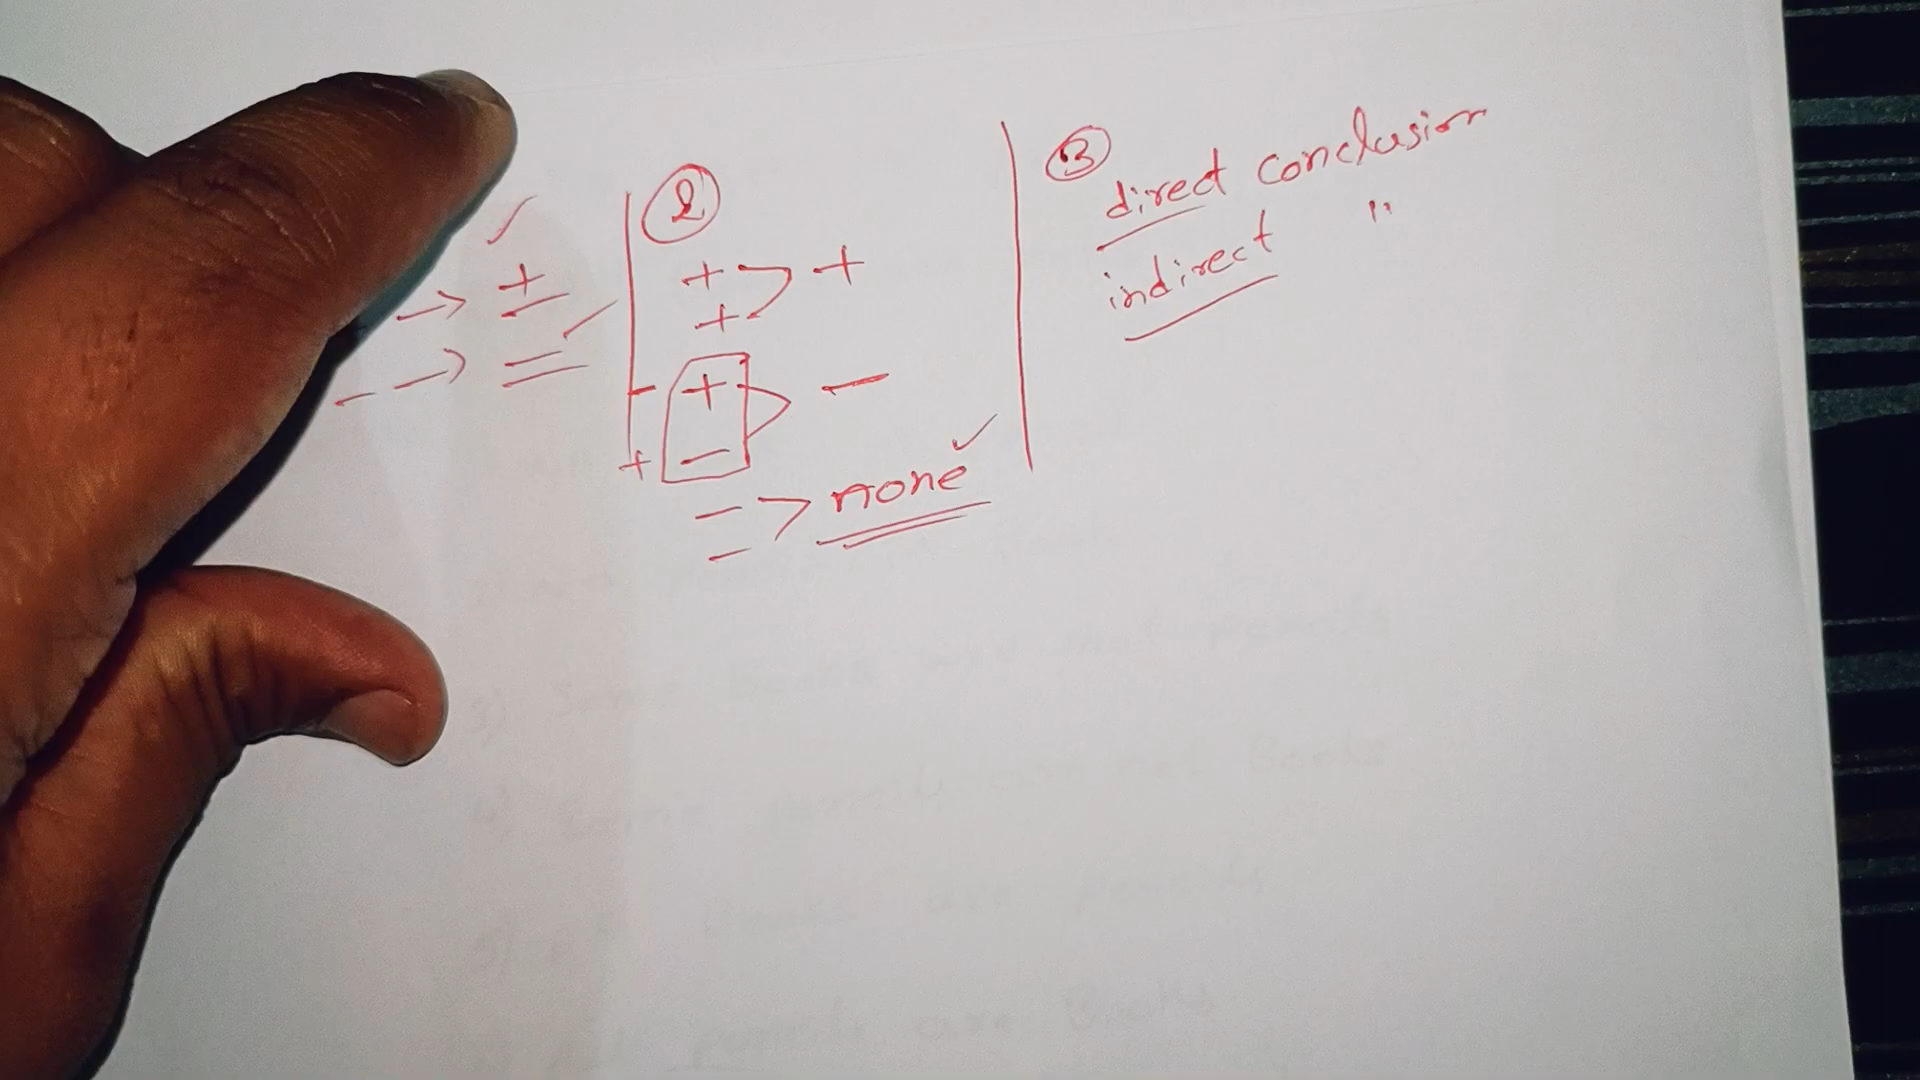 → +
- → =
②
+ > +
+
- + > -
+ -
- > none
-
③
direct conclusion
indirect "